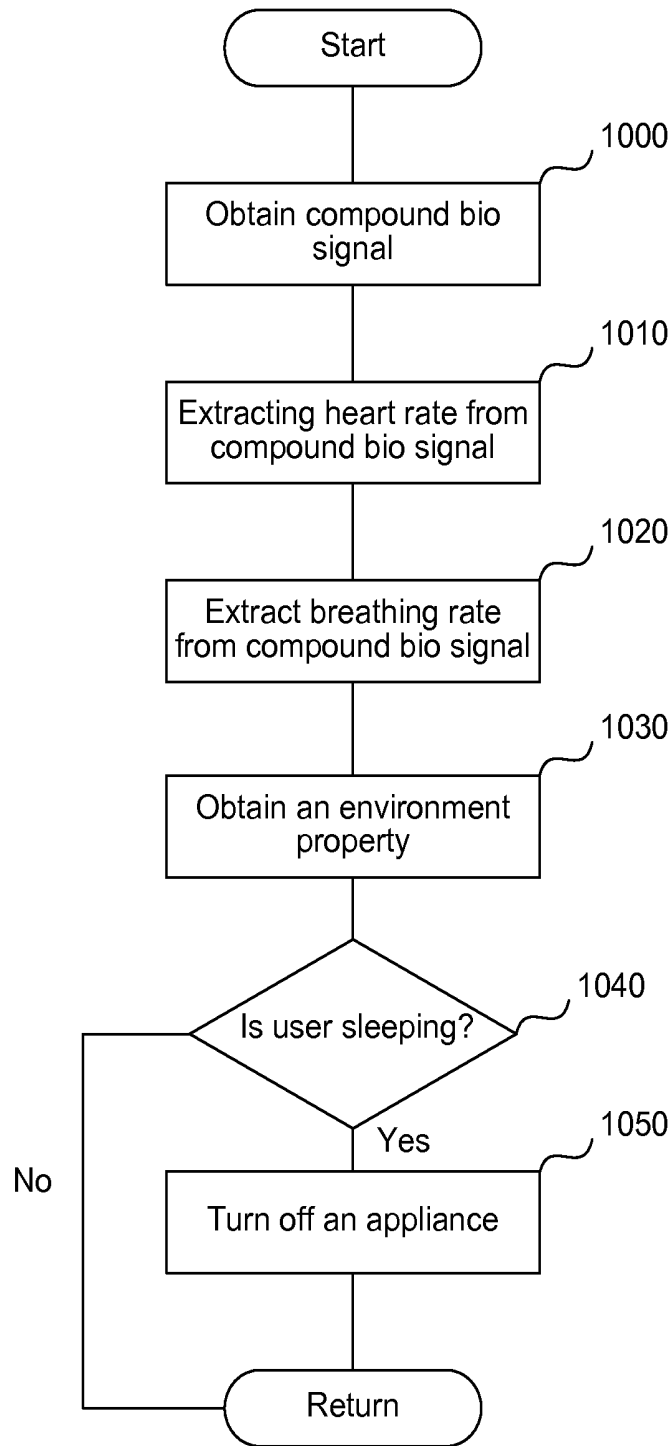 Start
1000
Obtain compound bio
signal
1010
Extracting heart rate from
compound bio signal
1020
Extract breathing rate
from compound bio signal
1030
Obtain an environment
property
1040
Is user sleeping?
Yes
1050
No
Turn off an appliance
Return